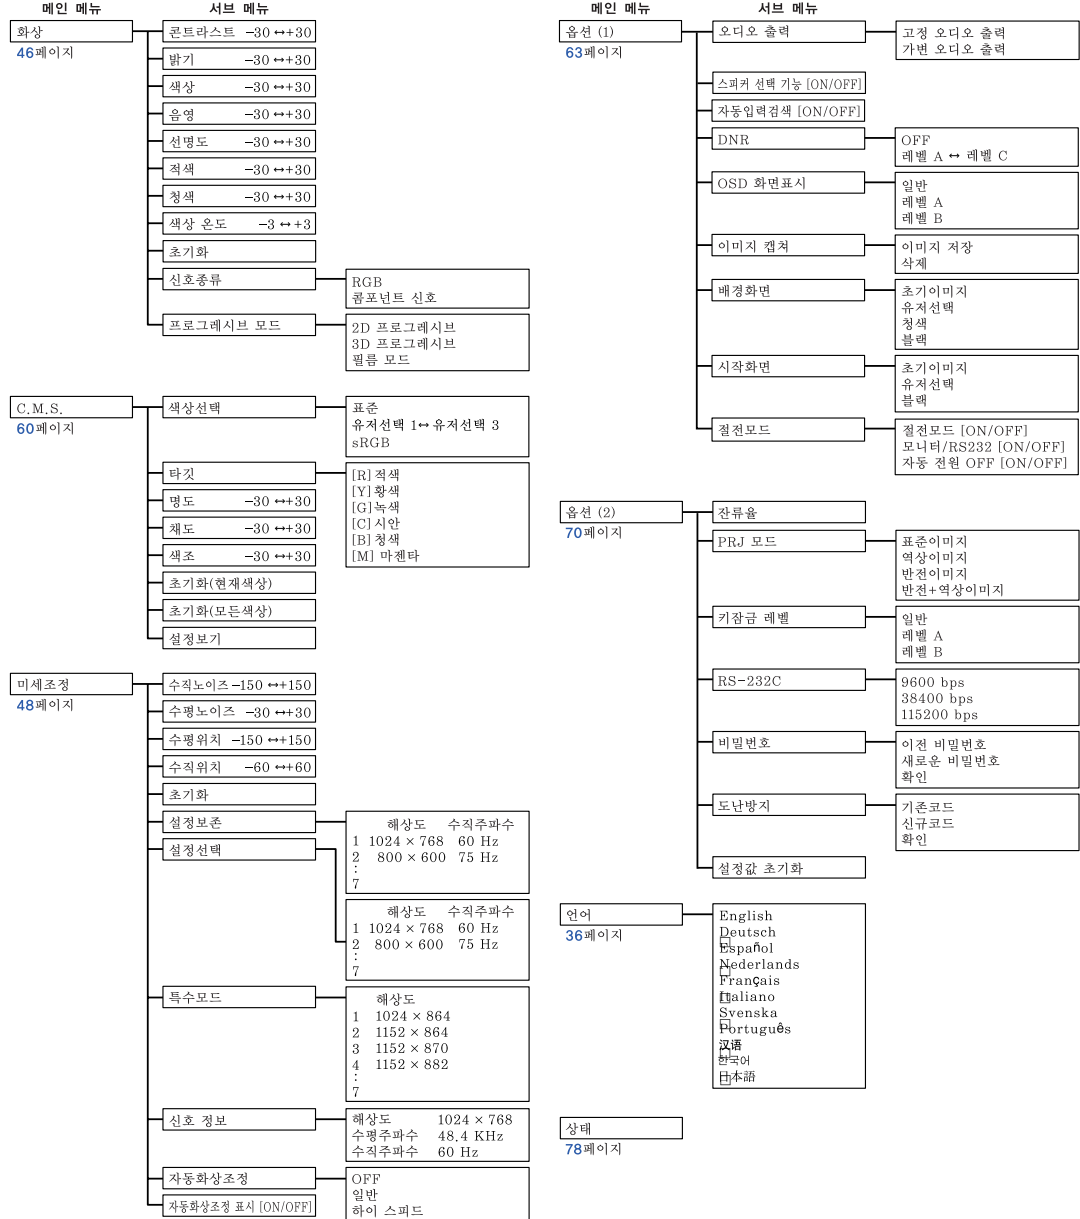 메인 메뉴
서브 메뉴
화상
46페이지
콘트라스트 −30 ↔+30
밝기 −30 ↔+30
색상 −30 ↔+30
음영 −30 ↔+30
선명도 −30 ↔+30
적색 −30 ↔+30
청색 −30 ↔+30
색상 온도 −3 ↔ +3
초기화
신호종류
RGB
콤포넌트 신호
프로그레시브 모드
2D 프로그레시브
3D 프로그레시브
필름 모드
C.M.S.
60페이지
색상선택
표준
유저선택 1↔ 유저선택 3
sRGB
타깃
[R] 적색
[Y] 황색
[G]녹색
[C] 시안
[B] 청색
[M] 마젠타
명도 −30 ↔+30
채도 −30 ↔+30
색조 −30 ↔+30
초기화(현재색상)
초기화(모든색상)
설정보기
미세조정
48페이지
수직노이즈 −150 ↔+150
수평노이즈 −30 ↔+30
수평위치 −150 ↔+150
수직위치 −60 ↔+60
초기화
설정보존
해상도 수직주파수
1 1024 × 768 60 Hz
2 800 × 600 75 Hz
:
7
설정선택
해상도 수직주파수
1 1024 × 768 60 Hz
2 800 × 600 75 Hz
:
7
특수모드
해상도
1 1024 × 864
2 1152 × 864
3 1152 × 870
4 1152 × 882
:
7
신호 정보
해상도 1024 × 768
수평주파수 48.4 KHz
수직주파수 60 Hz
자동화상조정
OFF
일반
하이 스피드
자동화상조정 표시 [ON/OFF]
메인 메뉴
서브 메뉴
옵션 (1)
63페이지
오디오 출력
고정 오디오 출력
가변 오디오 출력
스피커 선택 기능 [ON/OFF]
자동입력검색 [ON/OFF]
DNR
OFF
레벨 A ↔ 레벨 C
OSD 화면표시
일반
레벨 A
레벨 B
이미지 캡쳐
이미지 저장
삭제
배경화면
초기이미지
유저선택
청색
블랙
시작화면
초기이미지
유저선택
블랙
절전모드
절전모드 [ON/OFF]
모니터/RS232 [ON/OFF]
자동 전원 OFF [ON/OFF]
옵션 (2)
70페이지
잔류율
PRJ 모드
표준이미지
역상이미지
반전이미지
반전+역상이미지
키잠금 레벨
일반
레벨 A
레벨 B
RS−232C
9600 bps
38400 bps
115200 bps
비밀번호
이전 비밀번호
새로운 비밀번호
확인
도난방지
기존코드
신규코드
확인
설정값 초기화
언어
36페이지
English
Deutsch
Español
Nederlands
Français
Italiano
Svenska
Português
汉语
한국어
日本語
상태
78페이지